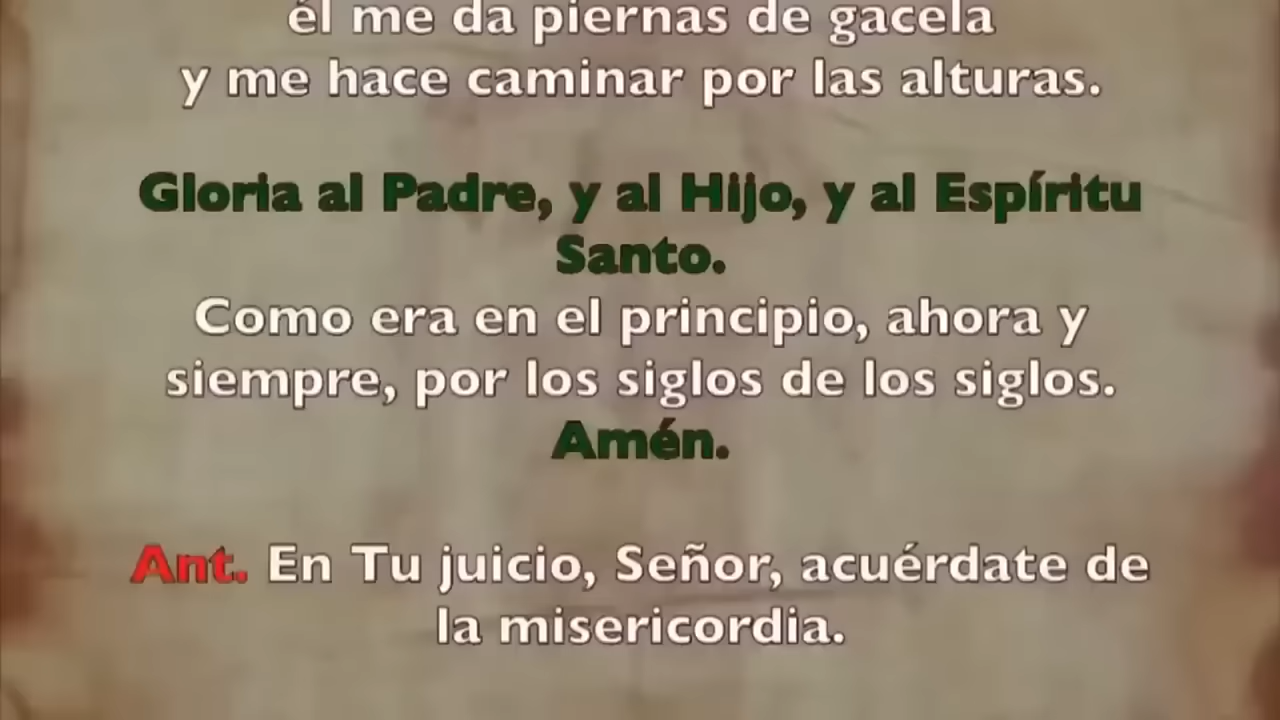 él me da piernas de gacela
y me hace caminar por las alturas.
Gloria al Padre, y al Hijo, y al Espíritu
Santo.
Como era en el principio, ahora y
siempre, por los siglos de los siglos.
Amén.
Ant. En Tu juicio, Señor, acuérdate de
la misericordia.